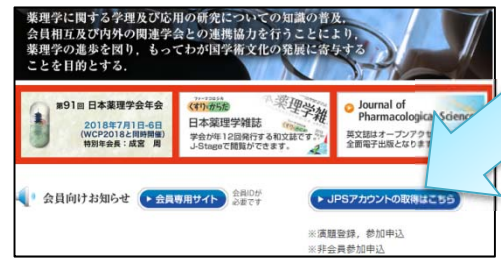 薬理学に関する学理及び応用の研究についての知識の普及,
会員相互及び内外の関連学会との連携協力を行うことにより,
薬理学の進歩を図り,もってわが国学術文化の発展に寄与する
ことを目的とする.
第91回 日本薬理学会年会
2018年7月1日-6日
(WCP2018と同時開催)
特別年会長:成宮 周
くすりとからだ
日本薬理学雑誌
学会が年12回発行する和文誌です。
J-Stageで閲覧ができます。
薬理学雑
Journal of
Pharmacological Science
英文誌はオープンアクセ
全面電子出版となりま
会員向けお知らせ
会員専用サイト
会員IDが
必要です
JPSアカウントの取得はこちら
※演題登録,参加申込
※非会員参加申込